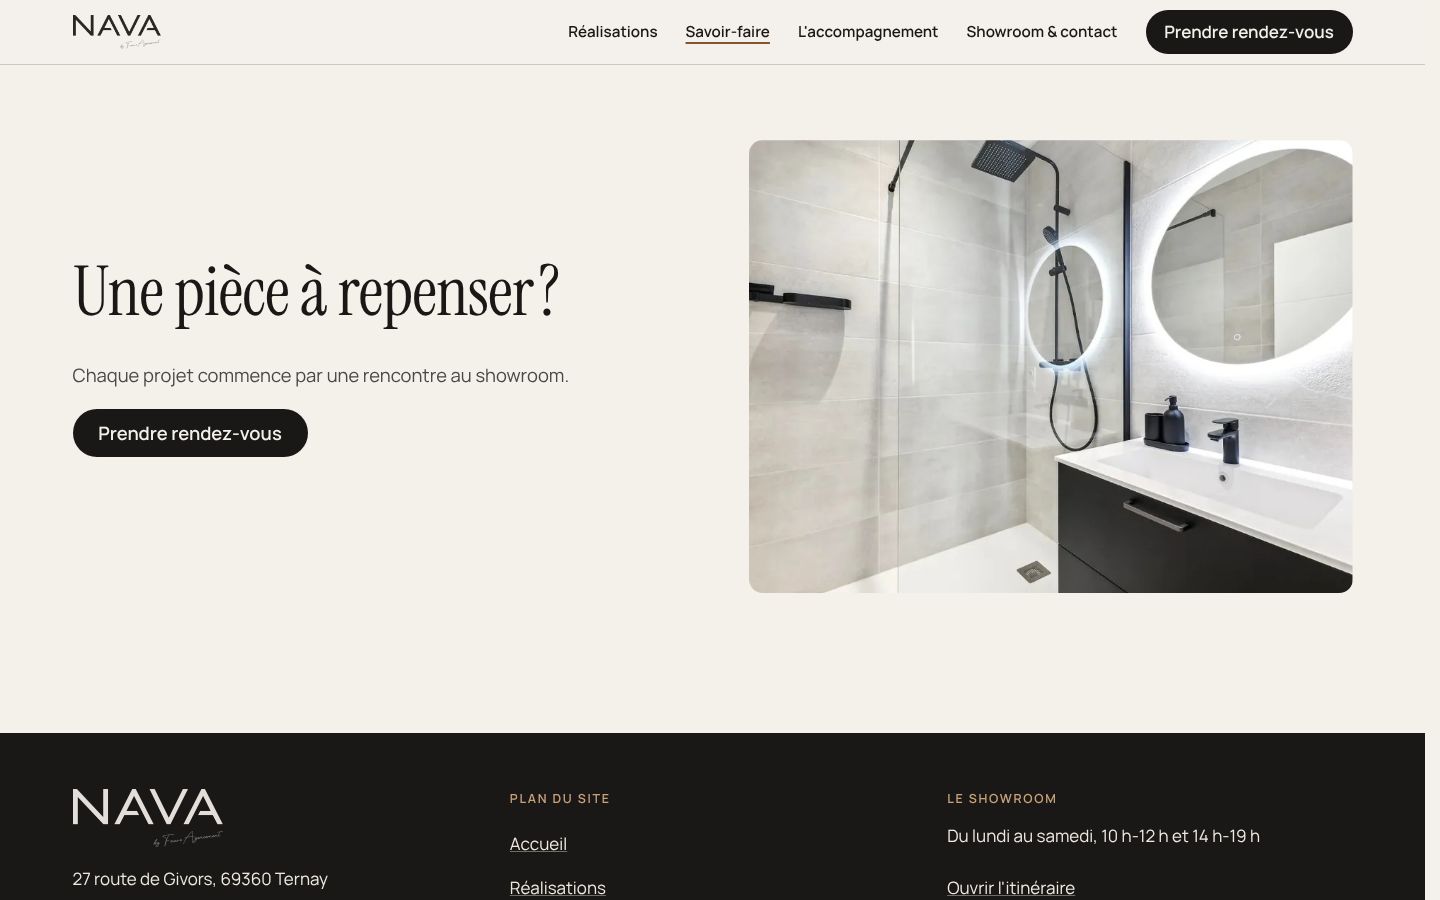 NAVA
Réalisations
Savoir-faire
L'accompagnement
Showroom & contact
Prendre rendez-vous
Une pièce à repenser ?
Chaque projet commence par une rencontre au showroom.
Prendre rendez-vous
NAVA
27 route de Givors, 69360 Ternay
PLAN DU SITE
Accueil
Réalisations
LE SHOWROOM
Du lundi au samedi, 10 h-12 h et 14 h-19 h
Ouvrir l'itinéraire